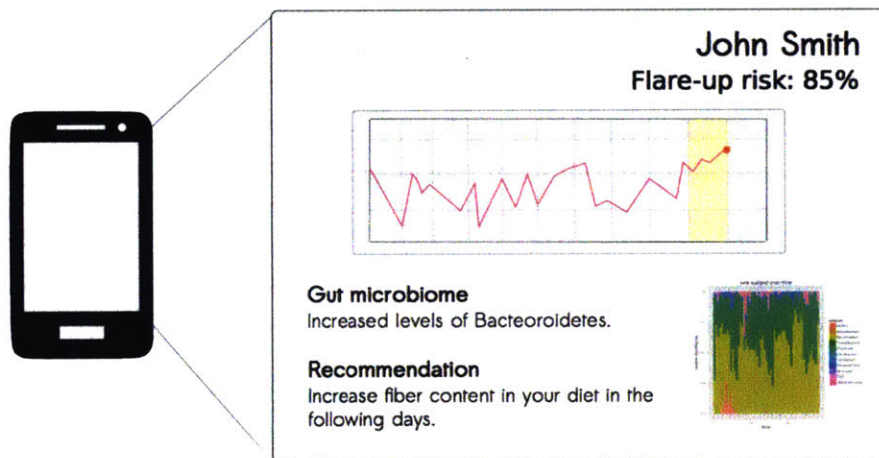 John Smith
Flare-up risk: 85%
Gut microbiome
Increased levels of Bacteoroidetes.
Recommendation
Increase fiber content in your diet in the
following days.